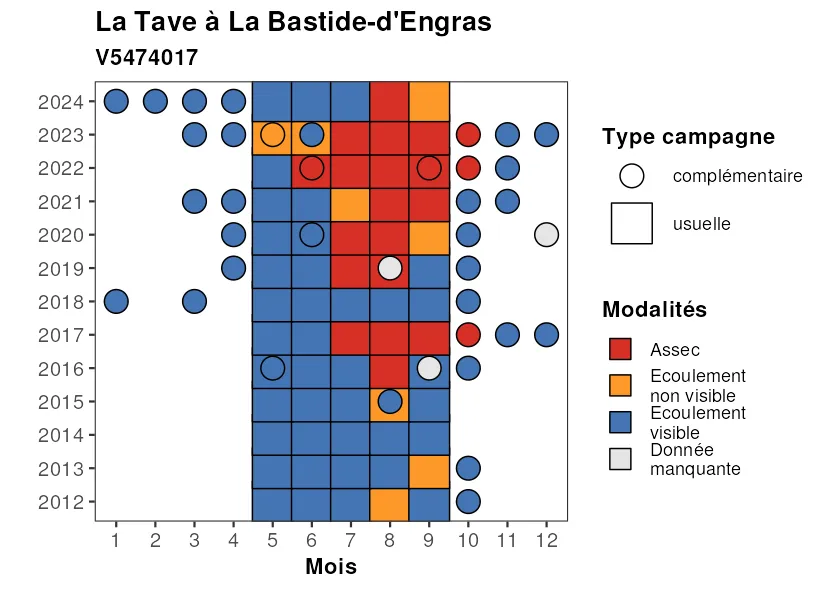 La Tave à La Bastide-d'Engras
V5474017
2024
2023
2022
2021
2020
2019
2018
2017
2016
2015
2014
2013
2012
1 2 3 4 5 6 7 8 9 10 11 12
Mois
Type campagne
complémentaire
usuelle
Modalités
Assec
Ecoulement
non visible
Ecoulement
visible
Donnée
manquante